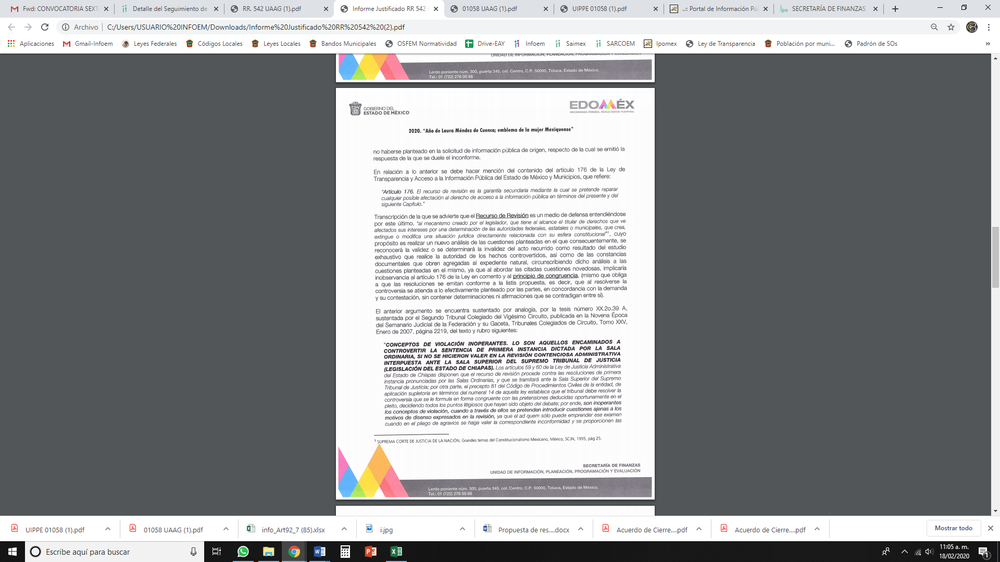 Fwd: CONVOCATORIA SEXT
Detalle del Seguimiento de
RR. 542 UAAG (1).pdf
Informe Justificado RR 542
01058 UAAG (1).pdf
UIPPE 01058 (1).pdf
..:: Portal de Información Púb
SECRETARÍA DE FINANZAS
Archivo
C:/Users/USUARIO%20INFOEM/Downloads/Informe%20Justificado%20RR%20542%20(2).pdf
Aplicaciones
Gmail-Infoem
Leyes Federales
Códigos Locales
Leyes Locales
Bandos Municipales
OSFEM Normatividad
Drive-EAY
Infoem
Saimex
SARCOEM
Ipomex
Ley de Transparencia
Población por muni...
Padrón de SOs
»
UNIDAD DE INFORMACIÓN, PLANEACIÓN, PROGRAMACIÓN Y EVALUACIÓN
Lerdo poniente núm. 300, puerta 345, col. Centro, C.P. 50000, Toluca, Estado de México.
Tel.: 01 (722) 276 00 66
GOBIERNO DEL
ESTADO DE MÉXICO
EDOMÉX
DECISIONES FIRMES, RESULTADOS FUERTES.
2020. “Año de Laura Méndez de Cuenca; emblema de la mujer Mexiquense”
no haberse planteado en la solicitud de información pública de origen, respecto de la cual se emitió la
respuesta de la que se duele el inconforme.
En relación a lo anterior se debe hacer mención del contenido del artículo 176 de la Ley de
Transparencia y Acceso a la Información Pública del Estado de México y Municipios, que refiere:
“Artículo 176. El recurso de revisión es la garantía secundaria mediante la cual se pretende reparar
cualquier posible afectación al derecho de acceso a la información pública en términos del presente y del
siguiente Capítulo.”
Transcripción de la que se advierte que el Recurso de Revisión es un medio de defensa entendiéndose
por este último, “al mecanismo creado por el legislador, que tiene al alcance el titular de derechos que ve
afectados sus intereses por una determinación de las autoridades federales, estatales o municipales, que crea,
extingue o modifica una situación jurídica directamente relacionada con su esfera constitucional”¹, cuyo
propósito es realizar un nuevo análisis de las cuestiones planteadas en el que consecuentemente, se
reconocerá la validez o se determinará la invalidez del acto recurrido como resultado del estudio
exhaustivo que realice la autoridad de los hechos controvertidos, así como de las constancias
documentales que obren agregadas al expediente natural, circunscribiendo dicho análisis a las
cuestiones planteadas en el mismo, ya que al abordar las citadas cuestiones novedosas, implicaría
inobservancia al artículo 176 de la Ley en comento y al principio de congruencia, (mismo que obliga
a que las resoluciones se emitan conforme a la listis propuesta, es decir, que al resolverse la
controversia se atienda a lo efectivamente planteado por las partes, en concordancia con la demanda
y su contestación, sin contener determinaciones ni afirmaciones que se contradigan entre sí).
El anterior argumento se encuentra sustentado por analogía, por la tesis número XX.2o.39 A,
sustentada por el Segundo Tribunal Colegiado del Vigésimo Circuito, publicada en la Novena Época
del Semanario Judicial de la Federación y su Gaceta, Tribunales Colegiados de Circuito, Tomo XXV,
Enero de 2007, página 2219, del texto y rubro siguientes:
“CONCEPTOS DE VIOLACIÓN INOPERANTES. LO SON AQUELLOS ENCAMINADOS A
CONTROVERTIR LA SENTENCIA DE PRIMERA INSTANCIA DICTADA POR LA SALA
ORDINARIA, SI NO SE HICIERON VALER EN LA REVISIÓN CONTENCIOSA ADMINISTRATIVA
INTERPUESTA ANTE LA SALA SUPERIOR DEL SUPREMO TRIBUNAL DE JUSTICIA
(LEGISLACIÓN DEL ESTADO DE CHIAPAS). Los artículos 59 y 60 de la Ley de Justicia Administrativa
del Estado de Chiapas disponen que el recurso de revisión procede contra las resoluciones de primera
instancia pronunciadas por las Salas Ordinarias, y que se tramitará ante la Sala Superior del Supremo
Tribunal de Justicia; por otra parte, el precepto 81 del Código de Procedimientos Civiles de la entidad, de
aplicación supletoria en términos del numeral 14 de aquella ley establece que el tribunal debe resolver la
controversia que se le formula en forma congruente con las pretensiones deducidas oportunamente en el
pleito, decidiendo todos los puntos litigiosos que hayan sido objeto del debate; por ende, son inoperantes
los conceptos de violación, cuando a través de ellos se pretenden introducir cuestiones ajenas a los
motivos de disenso expresados en la revisión, ya que el ad quem sólo puede emprender ese examen
cuando en el pliego de agravios se haga valer la correspondiente inconformidad y se proporcionen las
¹ SUPREMA CORTE DE JUSTICIA DE LA NACIÓN, Grandes temas del Constitucionalismo Mexicano, México, SCJN, 1995, pág 25.
SECRETARÍA DE FINANZAS
UNIDAD DE INFORMACIÓN, PLANEACIÓN, PROGRAMACIÓN Y EVALUACIÓN
Lerdo poniente núm. 300, puerta 345, col. Centro, C.P. 50000, Toluca, Estado de México.
Tel.: 01 (722) 276 00 66
UIPPE 01058 (1).pdf
01058 UAAG (1).pdf
info_Art92_7 (85).xlsx
i.jpg
Propuesta de res....docx
Acuerdo de Cierre....pdf
Acuerdo de Cierre....pdf
Mostrar todo
Escribe aquí para buscar
11:05 a. m.
18/02/2020
1